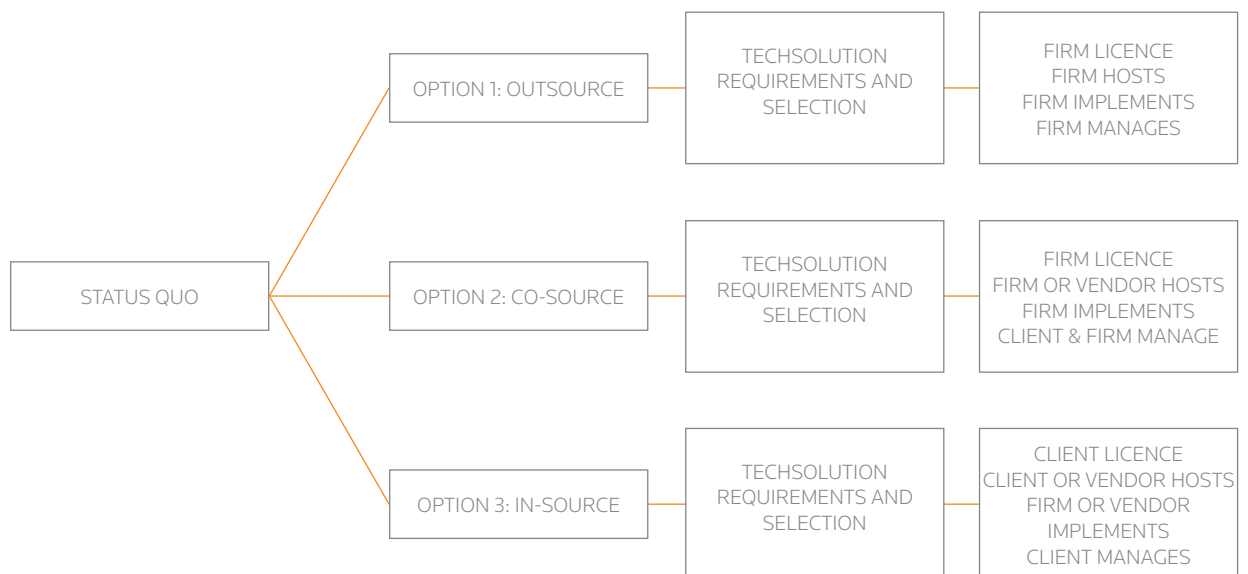 STATUS QUO
OPTION 1: OUTSOURCE
TECHSOLUTION
REQUIREMENTS AND
SELECTION
FIRM LICENCE
FIRM HOSTS
FIRM IMPLEMENTS
FIRM MANAGES
OPTION 2: CO-SOURCE
TECHSOLUTION
REQUIREMENTS AND
SELECTION
FIRM LICENCE
FIRM OR VENDOR HOSTS
FIRM IMPLEMENTS
CLIENT & FIRM MANAGE
OPTION 3: IN-SOURCE
TECHSOLUTION
REQUIREMENTS AND
SELECTION
CLIENT LICENCE
CLIENT OR VENDOR HOSTS
FIRM OR VENDOR
IMPLEMENTS
CLIENT MANAGES